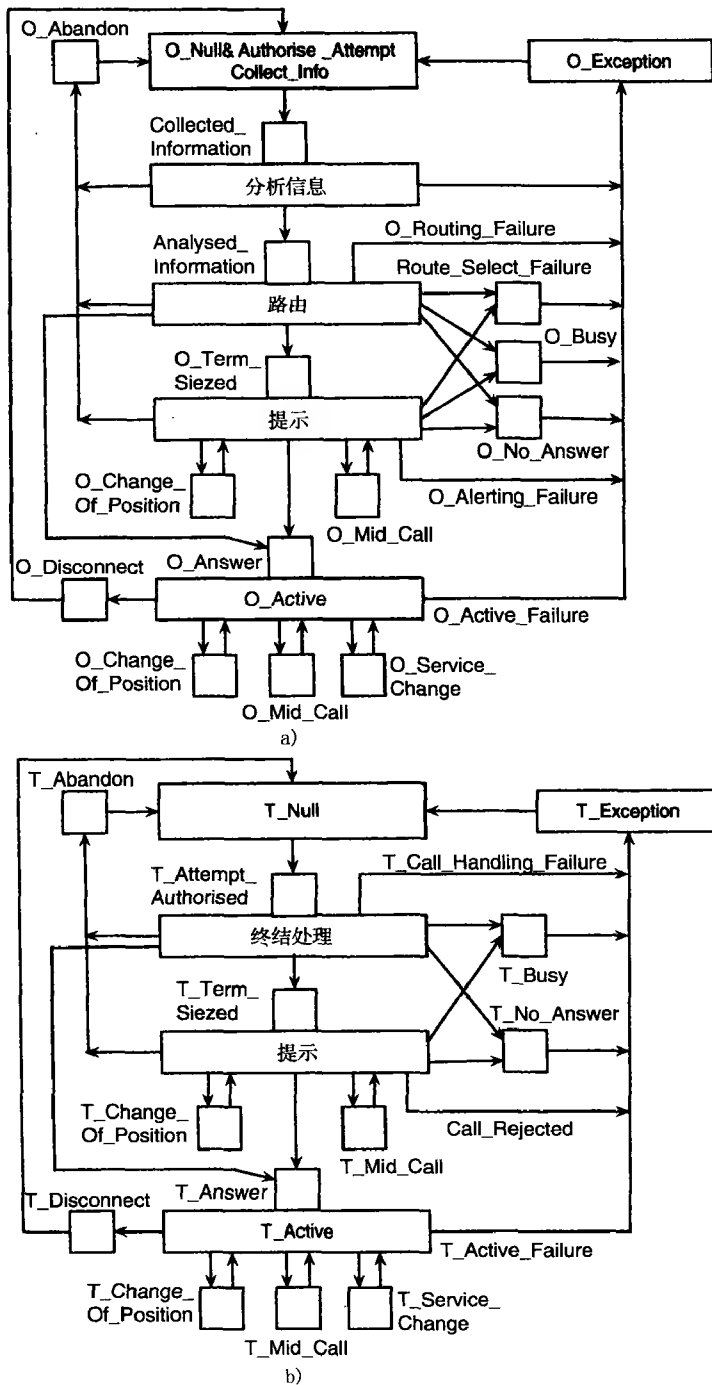 O_Abandon
O_Null& Authorise _Attempt
Collect_Info
O_Exception
Collected_
Information
分析信息
Analysed_
Information
O_Routing_Failure
Route_Select_Failure
路由
O_Busy
O_Term_
Siezed
提示
O_No_Answer
O_Change_
Of_Position
O_Mid_Call
O_Alerting_Failure
O_Answer
O_Disconnect
O_Active
O_Active_Failure
O_Change_
Of_Position
O_Mid_Call
O_Service_
Change
a)
T_Abandon
T_Null
T_Exception
T_Attempt_
Authorised
T_Call_Handling_Failure
终结处理
T_Busy
T_Term_
Siezed
T_No_Answer
提示
T_Change_
Of_Position
T_Mid_Call
Call_Rejected
T_Answer
T_Disconnect
T_Active
T_Active_Failure
T_Change_
Of_Position
T_Mid_Call
T_Service_
Change
b)